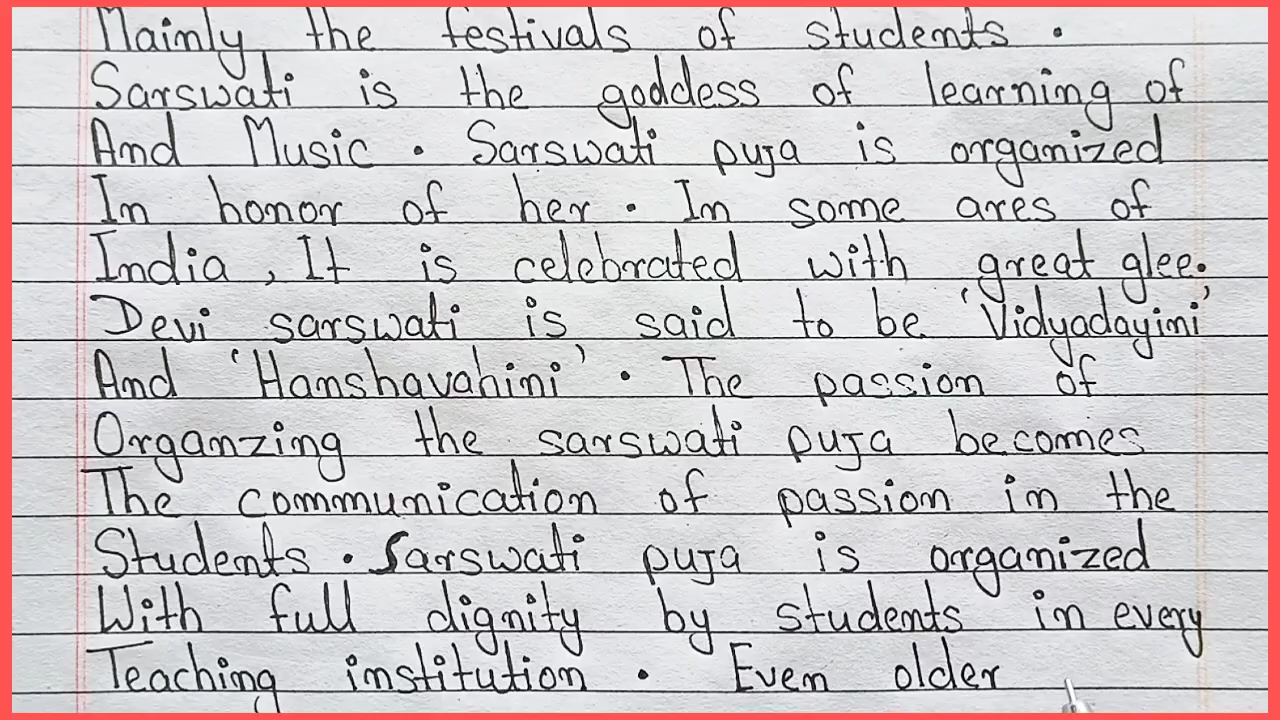 Mainly the festivals of students .
Sarswati is the goddess of learning of
And Music . Sarswati puja is organized
In honor of her . In some ares of
India , It is celebrated with great glee.
Devi sarswati is said to be 'Vidyadayini'
And 'Hanshavahini' . The passion of
Organzing the sarswati puja becomes
The communication of passion in the
Students . Sarswati puja is organized
With full dignity by students in every
Teaching institution . Even older